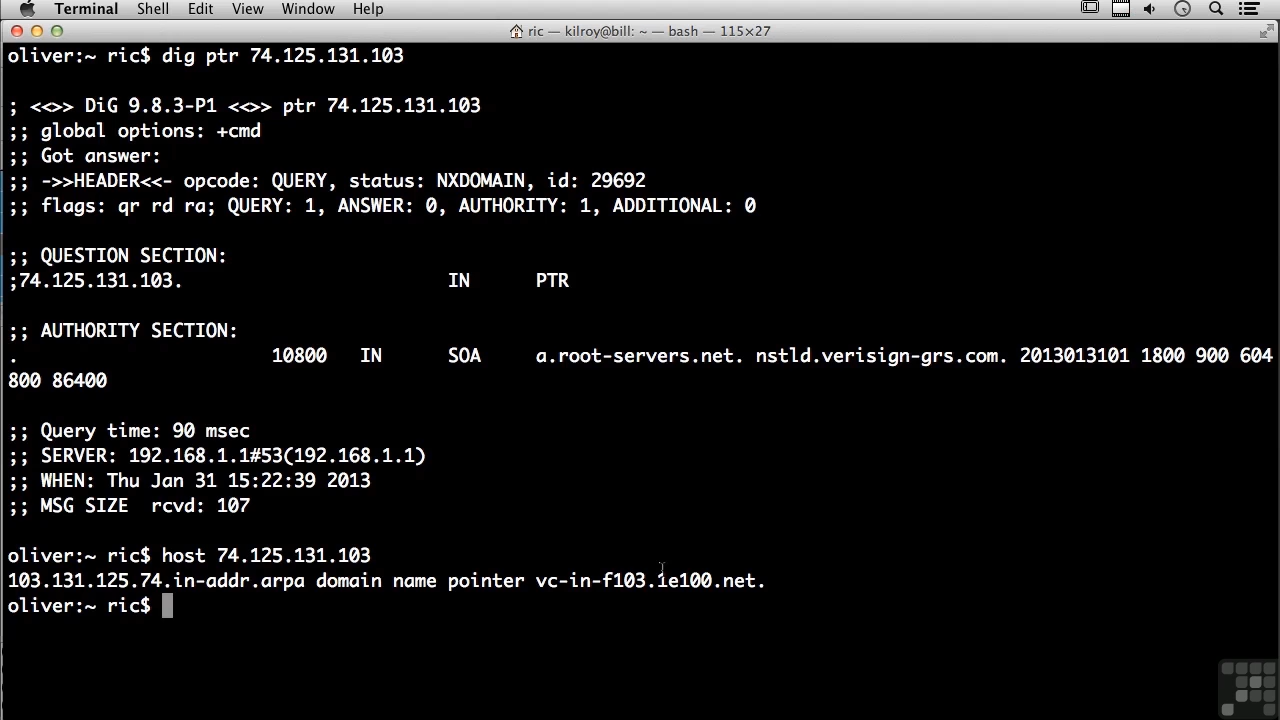 Terminal Shell Edit View Window Help
ric — kilroy@bill: ~ — bash — 115×27
oliver:~ ric$ dig ptr 74.125.131.103
; <<>> DiG 9.8.3-P1 <<>> ptr 74.125.131.103
;; global options: +cmd
;; Got answer:
;; ->>HEADER<<- opcode: QUERY, status: NXDOMAIN, id: 29692
;; flags: qr rd ra; QUERY: 1, ANSWER: 0, AUTHORITY: 1, ADDITIONAL: 0
;; QUESTION SECTION:
;74.125.131.103. IN PTR
;; AUTHORITY SECTION:
. 10800 IN SOA a.root-servers.net. nstld.verisign-grs.com. 2013013101 1800 900 604
800 86400
;; Query time: 90 msec
;; SERVER: 192.168.1.1#53(192.168.1.1)
;; WHEN: Thu Jan 31 15:22:39 2013
;; MSG SIZE rcvd: 107
oliver:~ ric$ host 74.125.131.103
103.131.125.74.in-addr.arpa domain name pointer vc-in-f103.1e100.net.
oliver:~ ric$